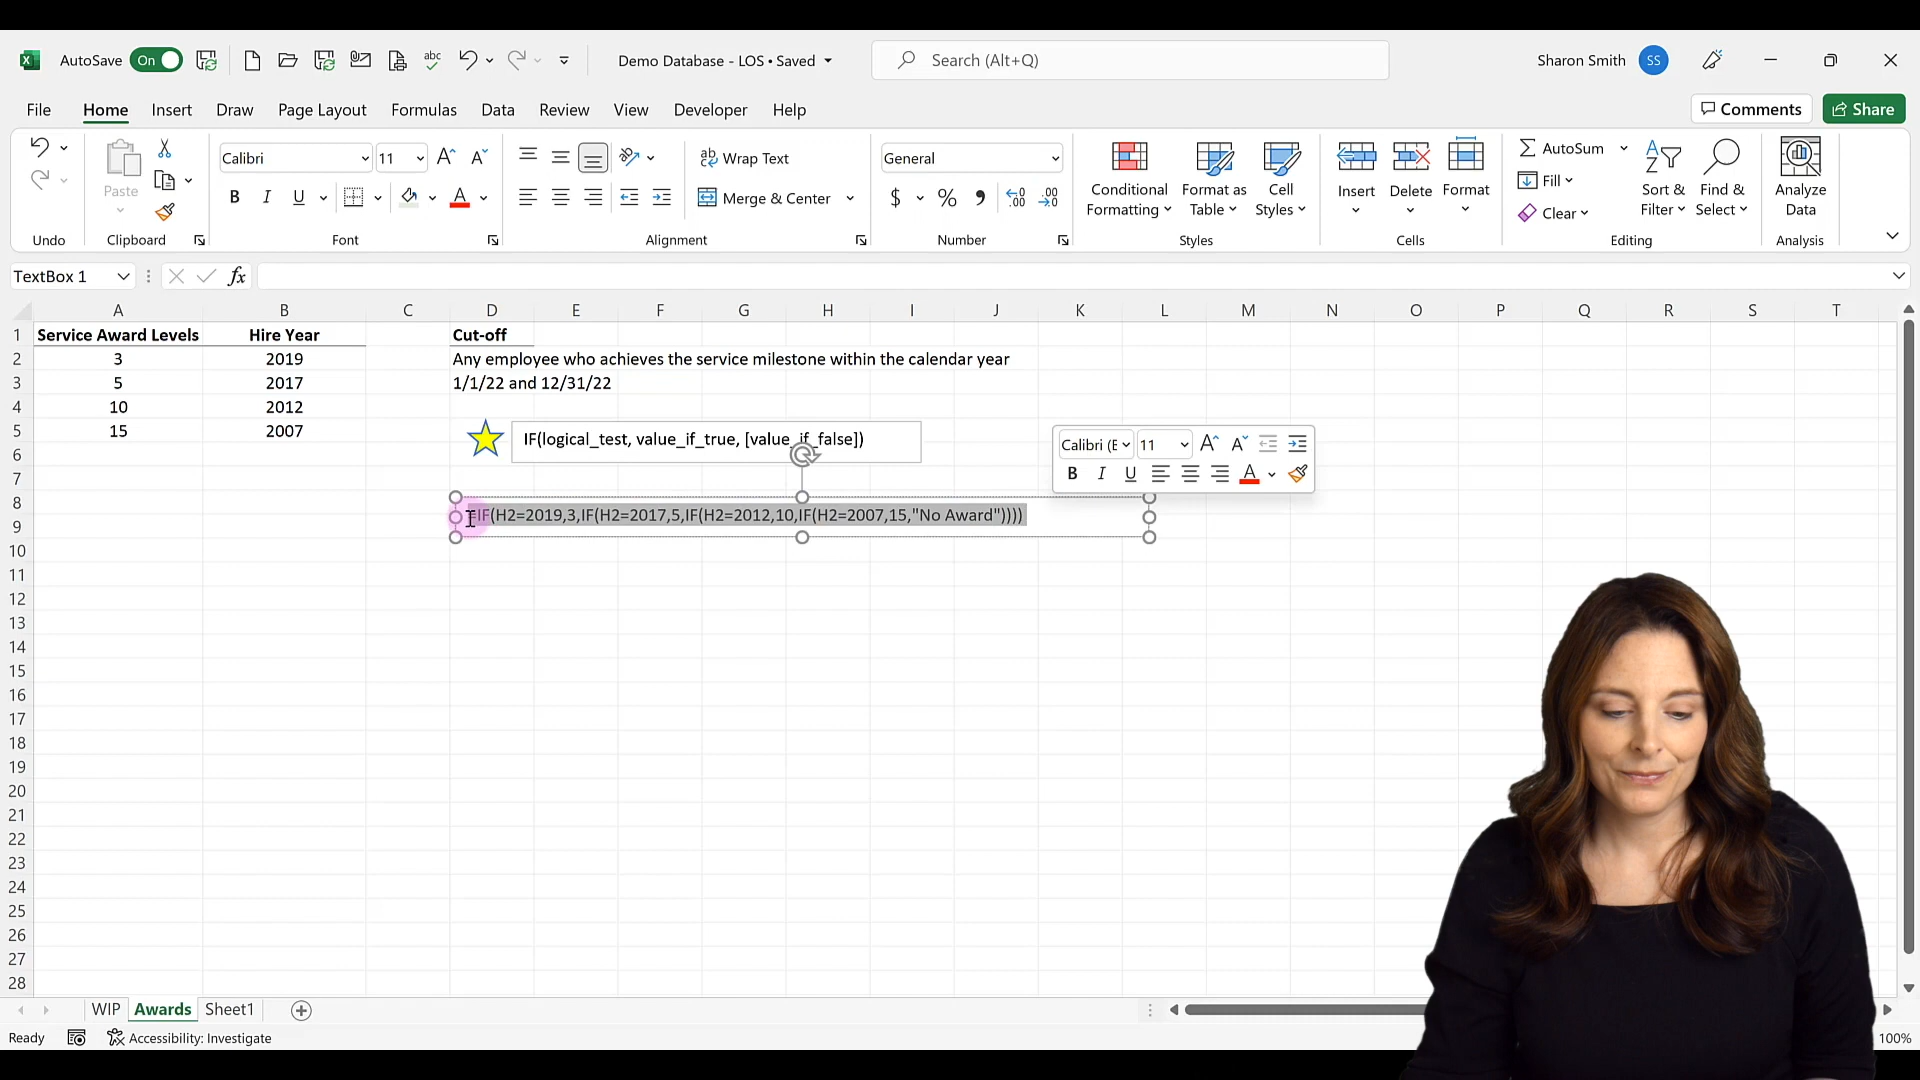 AutoSave On
Demo Database - LOS • Saved
Search (Alt+Q)
Sharon Smith SS
File Home Insert Draw Page Layout Formulas Data Review View Developer Help
Comments Share
Paste
Calibri 11
Wrap Text
General
Merge & Center
Conditional Formatting
Format as Table
Cell Styles
Insert
Delete
Format
AutoSum
Fill
Clear
Sort & Filter
Find & Select
Analyze Data
Undo Clipboard Font Alignment Number Styles Cells Editing Analysis
TextBox 1 fx
A B C D E F G H I J K L M N O P Q R S T
1 Service Award Levels Hire Year Cut-off
2 3 2019 Any employee who achieves the service milestone within the calendar year
3 5 2017 1/1/22 and 12/31/22
4 10 2012
5 15 2007
IF(logical_test, value_if_true, [value_if_false])
6
7
Calibri (E 11
B I U A
8
=IF(H2=2019,3,IF(H2=2017,5,IF(H2=2012,10,IF(H2=2007,15,"No Award"))))
9
10
11
12
13
14
15
16
17
18
19
20
21
22
23
24
25
26
27
28
WIP Awards Sheet1
Ready Accessibility: Investigate 100%